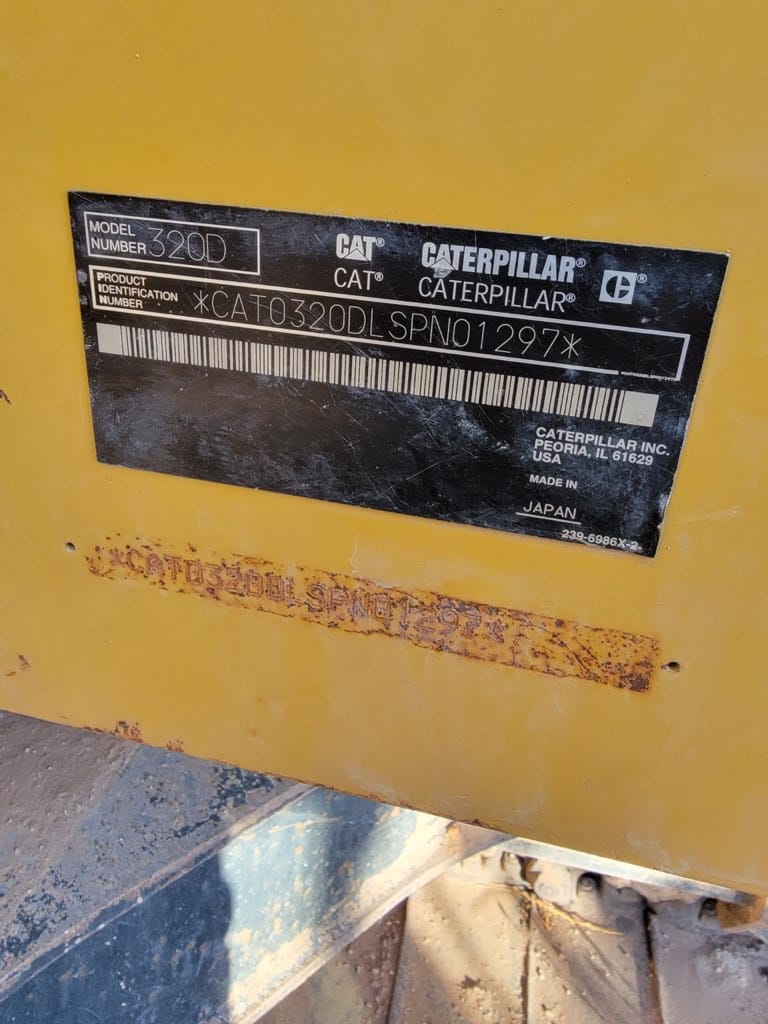 MODEL
NUMBER 320D
CAT® CATERPILLAR®
CAT® CATERPILLAR®
PRODUCT
IDENTIFICATION
NUMBER
*CAT0320DLSPN01297*
CATERPILLAR INC.
PEORIA, IL 61629
USA
MADE IN
JAPAN
239-6986X-2
*CAT0320DLSPN01297*